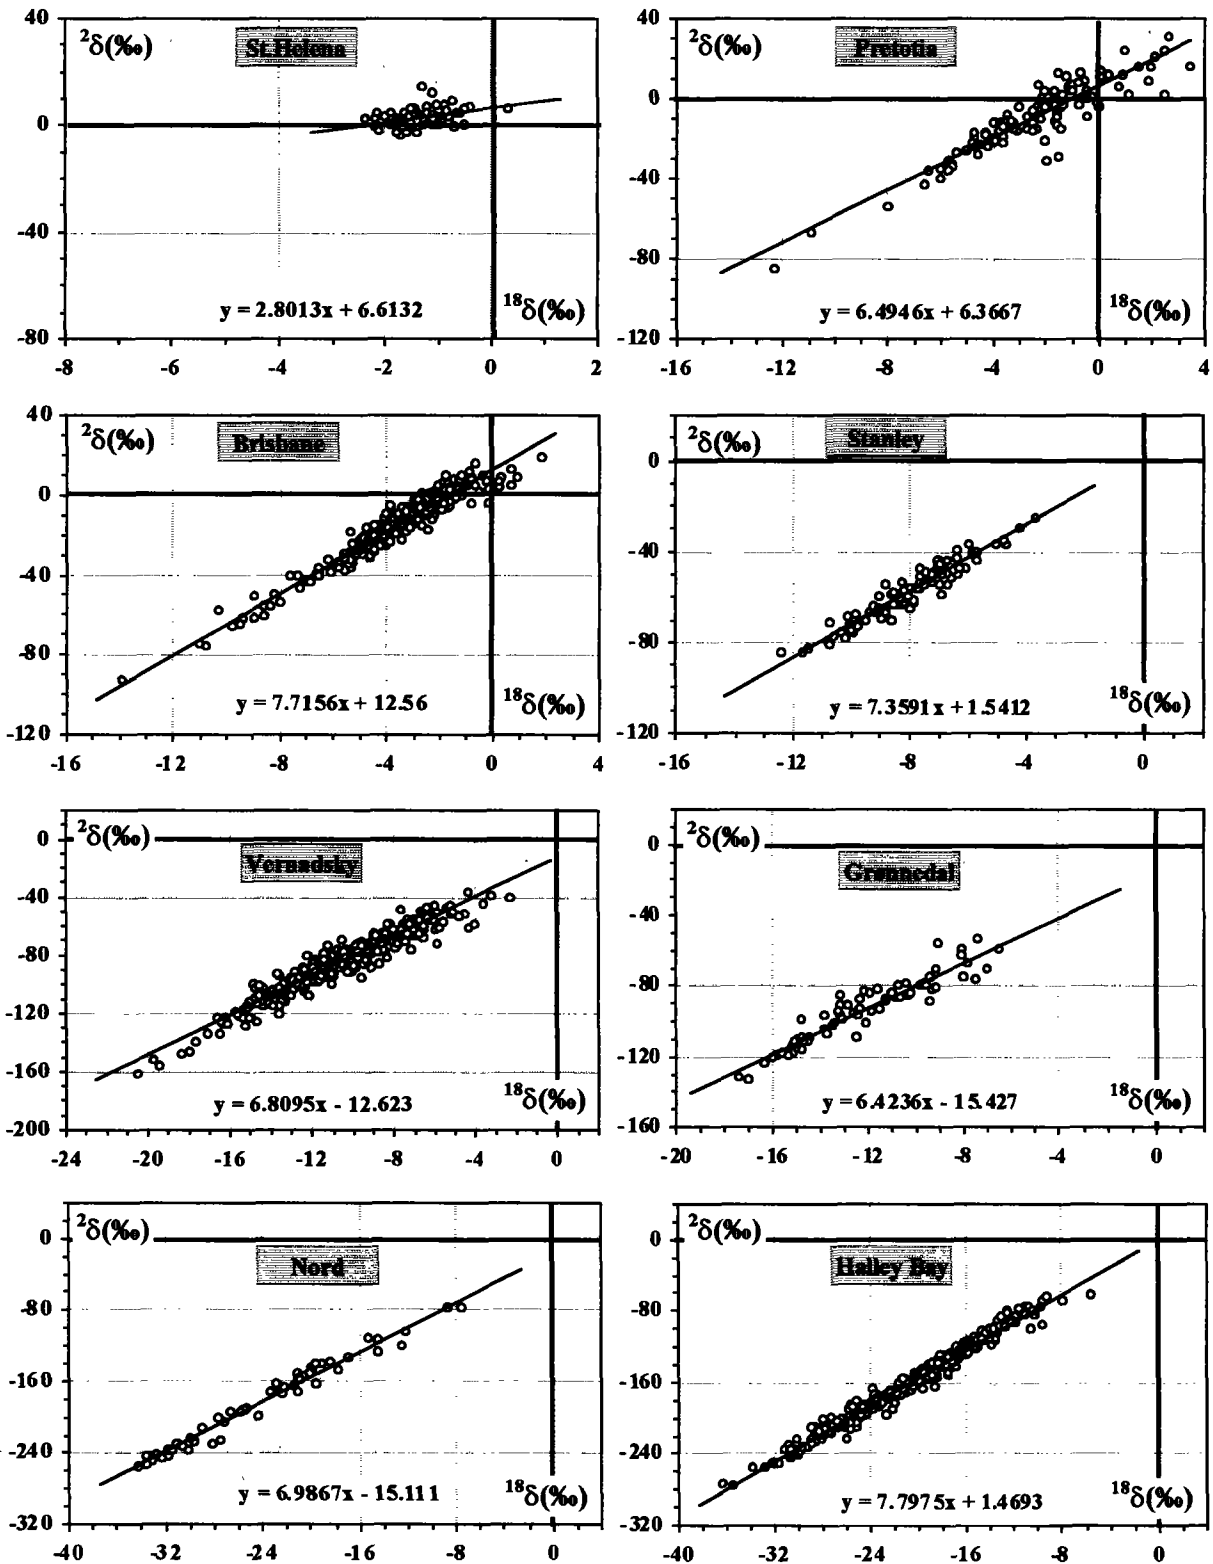 40
²δ(‰)
St.Helena
0
-40
y = 2.8013x + 6.6132
¹⁸δ(‰)
-80
-8 -6 -4 -2 0 2
40
²δ(‰)
Pretotia
0
-40
-80
y = 6.4946x + 6.3667
¹⁸δ(‰)
-120
-16 -12 -8 -4 0 4
40
²δ(‰)
Brisbane
0
-40
-80
y = 7.7156x + 12.56
¹⁸δ(‰)
-120
-16 -12 -8 -4 0 4
²δ(‰)
Stanley
0
-40
-80
y = 7.3591x + 1.5412
¹⁸δ(‰)
-120
-16 -12 -8 -4 0
²δ(‰)
0
Vernadsky
-40
-80
-120
-160
y = 6.8095x - 12.623
¹⁸δ(‰)
-200
-24 -20 -16 -12 -8 -4 0
²δ(‰)
0
Grønnedal
-40
-80
-120
y = 6.4236x - 15.427
¹⁸δ(‰)
-160
-20 -16 -12 -8 -4 0
²δ(‰)
0
Nord
-80
-160
-240
y = 6.9867x - 15.111
¹⁸δ(‰)
-320
-40 -32 -24 -16 -8 0
²δ(‰)
0
Halley Bay
-80
-160
-240
y = 7.7975x + 1.4693
¹⁸δ(‰)
-320
-40 -32 -24 -16 -8 0